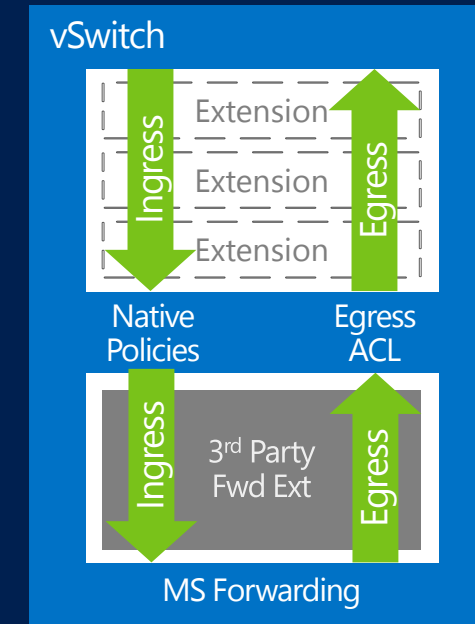 vSwitch
Extension
Extension
Extension
Ingress
Egress
Native
Policies
Egress
ACL
Ingress
3rd Party
Fwd Ext
Egress
MS Forwarding